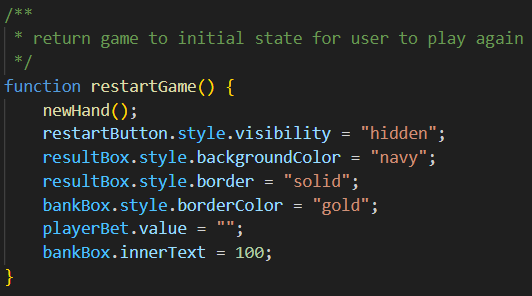 /**
 * return game to initial state for user to play again
 */
function restartGame() {
    newHand();
    restartButton.style.visibility = "hidden";
    resultBox.style.backgroundColor = "navy";
    resultBox.style.border = "solid";
    bankBox.style.borderColor = "gold";
    playerBet.value = "";
    bankBox.innerText = 100;
}